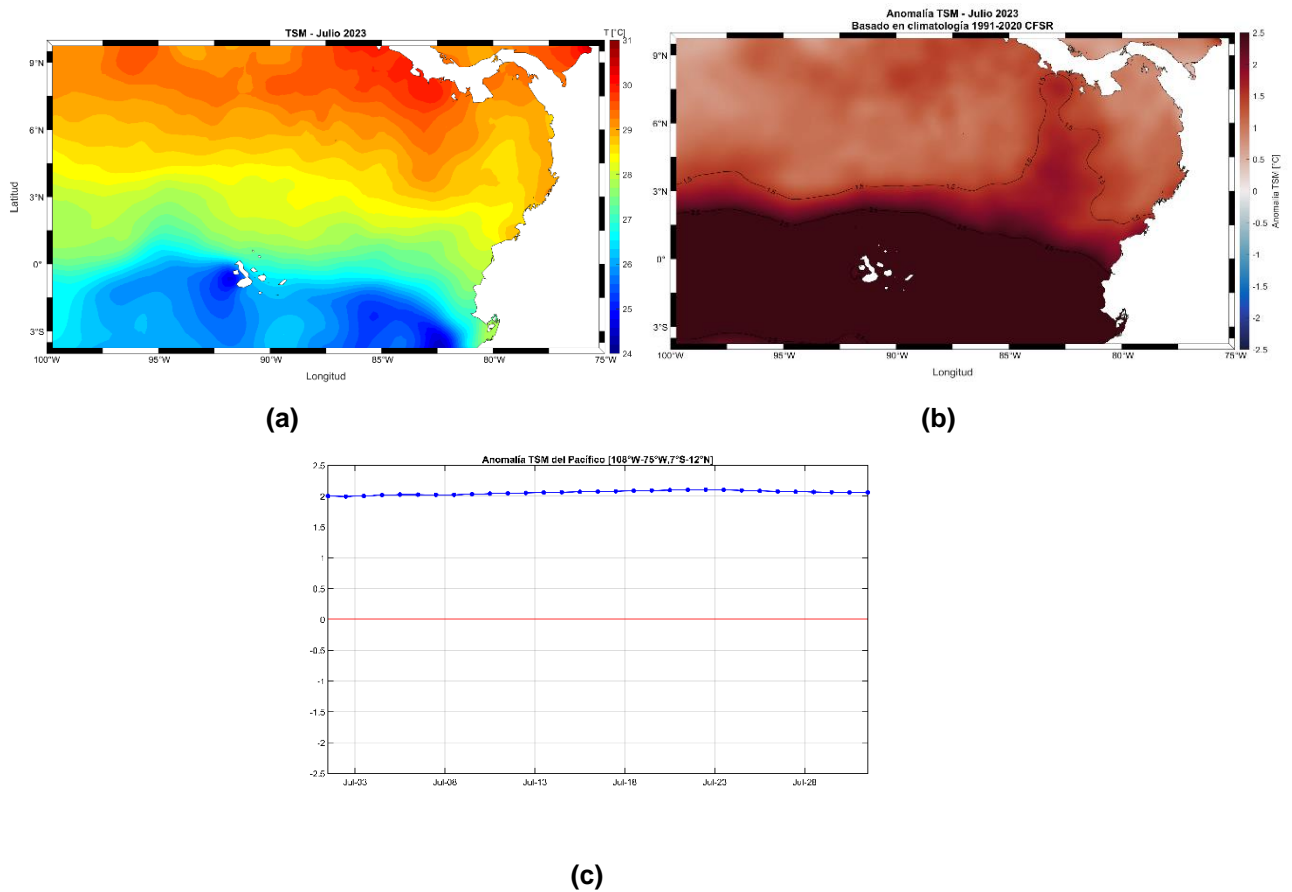 TSM - Julio 2023
T [°C]
Latitud
9°N
6°N
3°N
0°
3°S
100°W
95°W
90°W
85°W
80°W
75°W
Longitud
31
30
29
28
27
26
25
24
(a)
Anomalía TSM - Julio 2023
Basado en climatología 1991-2020 CFSR
9°N
6°N
3°N
0°
3°S
100°W
95°W
90°W
85°W
80°W
75°W
Longitud
2.5
2
1.5
1
0.5
0
-0.5
-1
-1.5
-2
-2.5
Anomalía TSM [°C]
(b)
Anomalía TSM del Pacífico [108°W-75°W,7°S-12°N]
2.5
2
1.5
1
0.5
0
-0.5
-1
-1.5
-2
-2.5
Jul-03
Jul-08
Jul-13
Jul-18
Jul-23
Jul-28
(c)